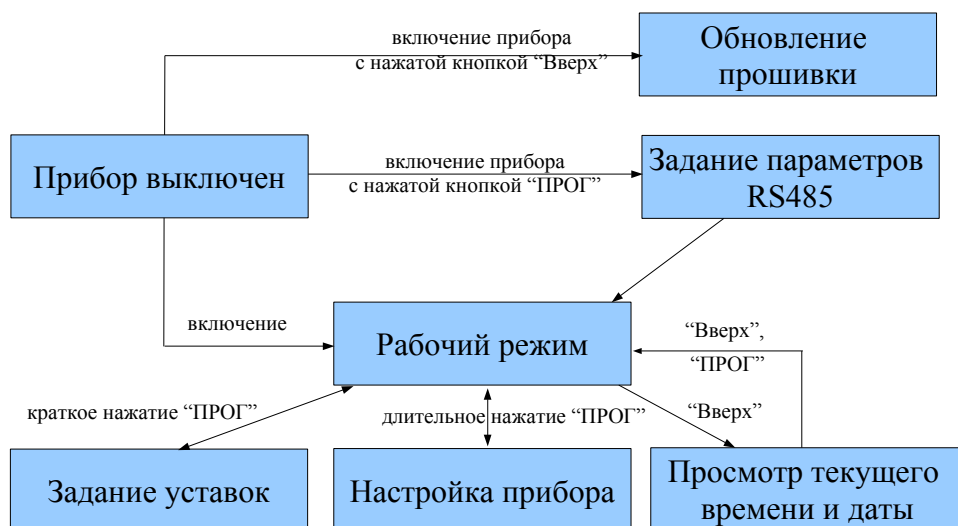 включение прибора
с нажатой кнопкой “Вверх”
Обновление
прошивки
Прибор выключен
включение прибора
с нажатой кнопкой “ПРОГ”
Задание параметров
RS485
включение
Рабочий режим
“Вверх”,
“ПРОГ”
краткое нажатие “ПРОГ”
длительное нажатие “ПРОГ”
“Вверх”
Задание уставок
Настройка прибора
Просмотр текущего
времени и даты